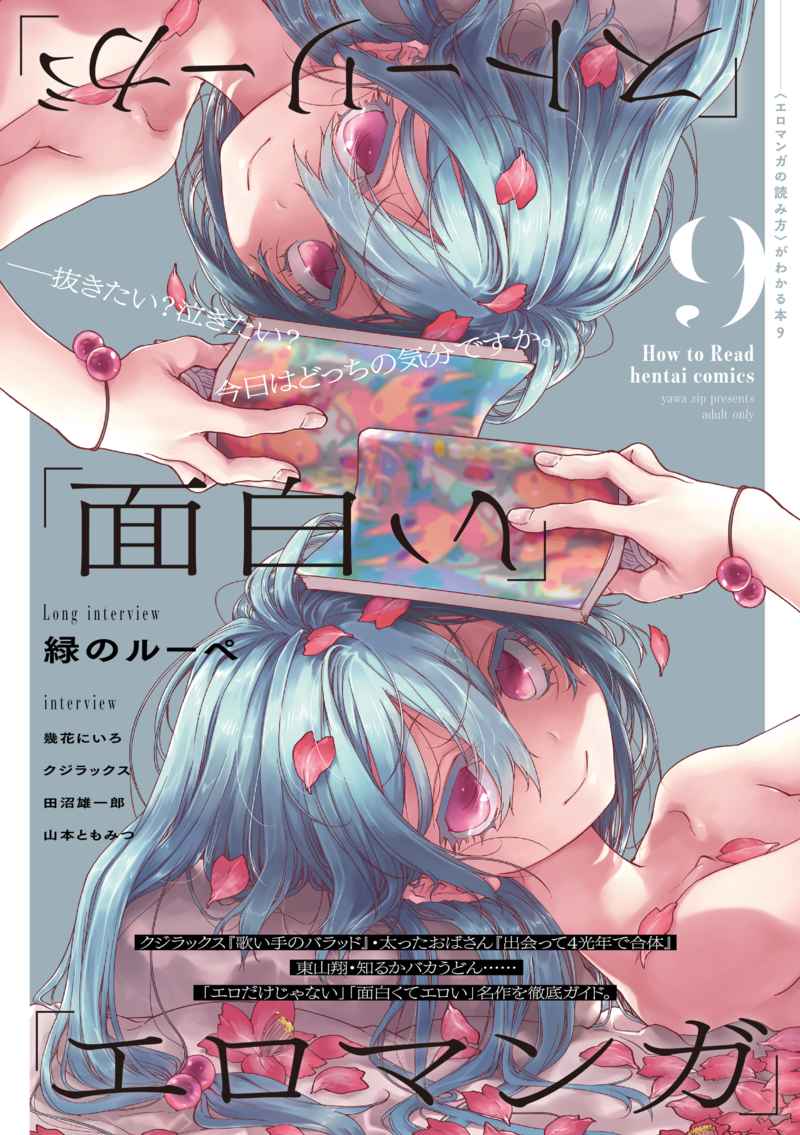 「ストーリーが
〈エロマンガの読み方〉がわかる本9
9
How to Read
hentai comics
yawa zip presents
adult only
──抜きたい?泣きたい?
今日はどっちの気分ですか。
「面白い」
Long interview
緑のルーペ
interview
幾花にいろ
クジラックス
田沼雄一郎
山本ともみつ
クジラックス『歌い手のバラッド』・太ったおばさん『出会って4光年で合体』
東山翔・知るかバカうどん……
「エロだけじゃない」「面白くてエロい」名作を徹底ガイド。
「エロマンガ」